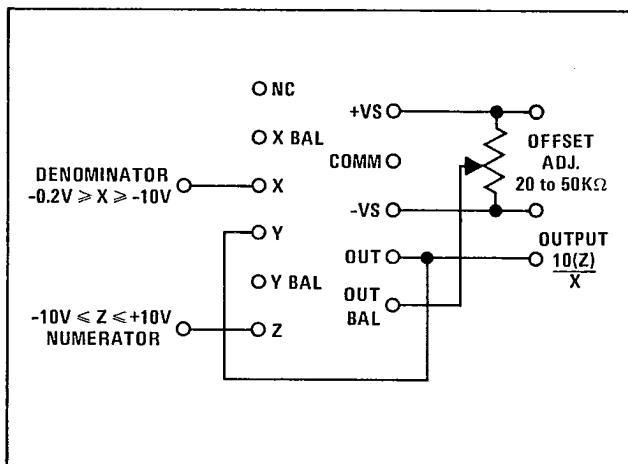 NC
X BAL
DENOMINATOR
-0.2V ⩾ X ⩾ -10V
X
Y
Y BAL
-10V ⩽ Z ⩽ +10V
NUMERATOR
Z
+VS
COMM
-VS
OUT
OUT
BAL
OFFSET
ADJ.
20 to 50KΩ
OUTPUT
10(Z)
X